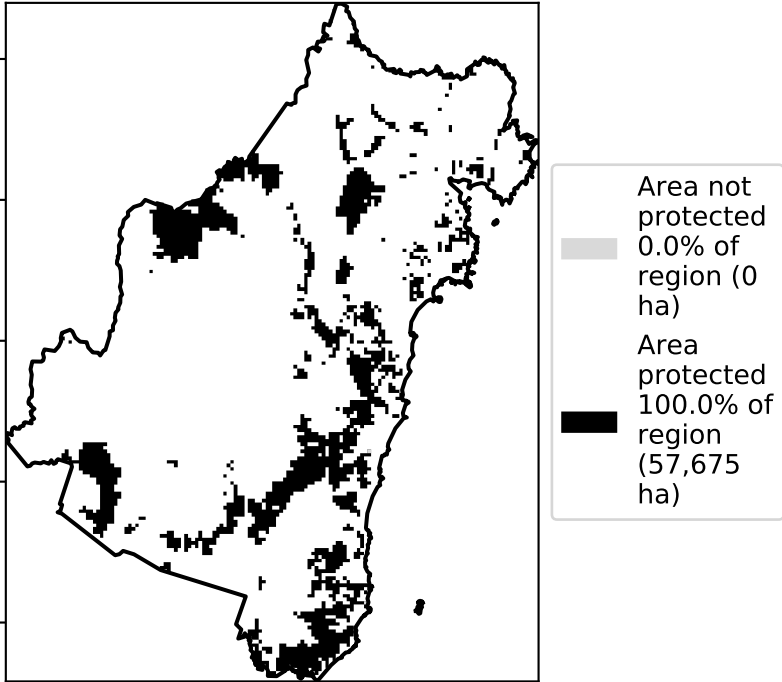 Area not
protected
0.0% of
region (0
ha)
Area
protected
100.0% of
region
(57,675
ha)